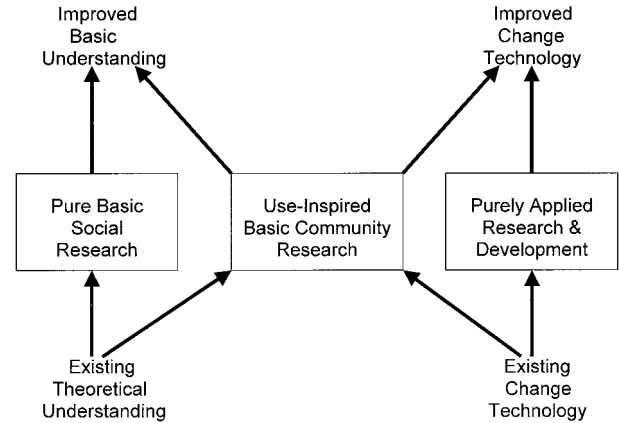 Improved
Basic
Understanding
Improved
Change
Technology
Pure Basic
Social
Research
Use-Inspired
Basic Community
Research
Purely Applied
Research &
Development
Existing
Theoretical
Understanding
Existing
Change
Technology